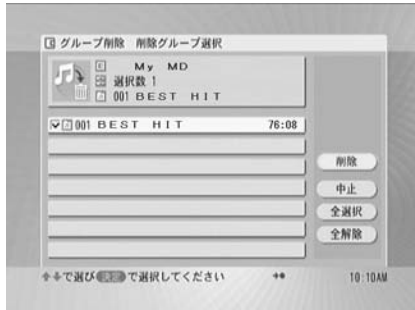 グループ削除 削除グループ選択
My MD
選択数 1
001 BEST HIT
001 BEST HIT 76:08
削除
中止
全選択
全解除
で選び 決定 で選択してください 10:10AM